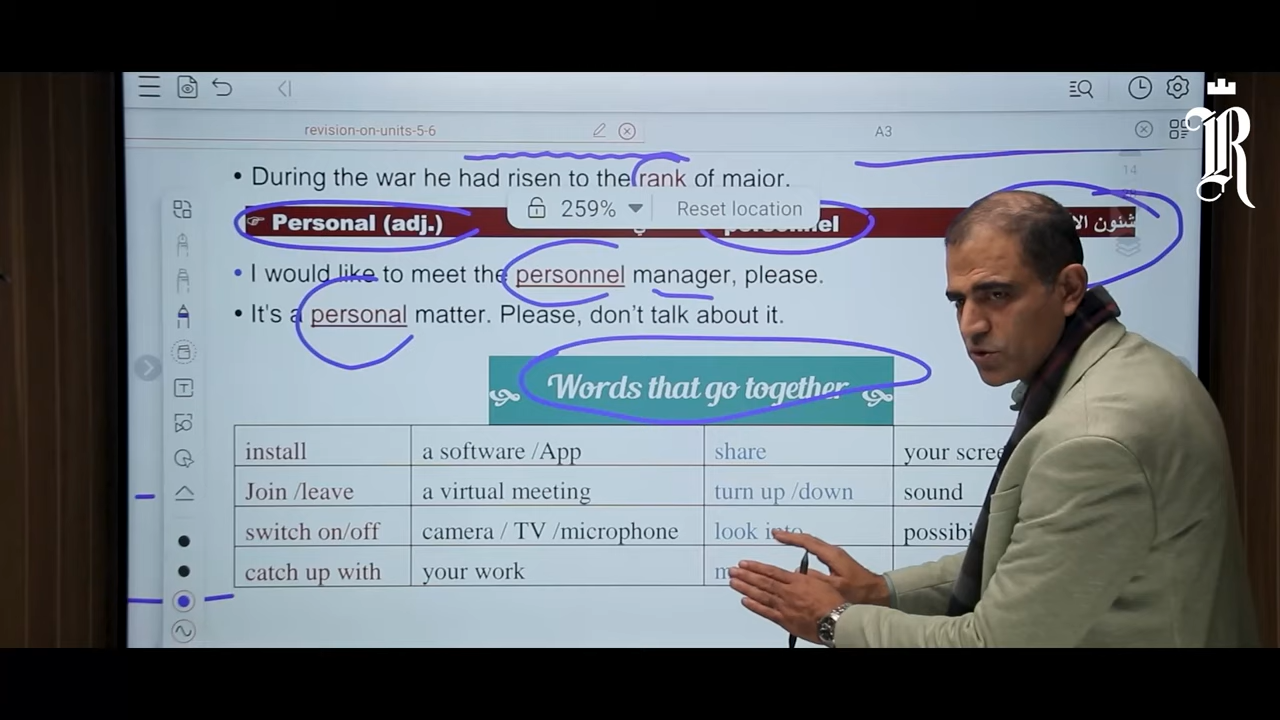 revision-on-units-5-6
A3
14
• During the war he had risen to the rank of major.
259% Reset location
☞ Personal (adj.) personnel شئون
• I would like to meet the personnel manager, please.
• It's a personal matter. Please, don't talk about it.
Words that go together
install a software /App share your
Join /leave a virtual meeting turn up /down sound
switch on/off camera / TV /microphone look into
catch up with your work
R